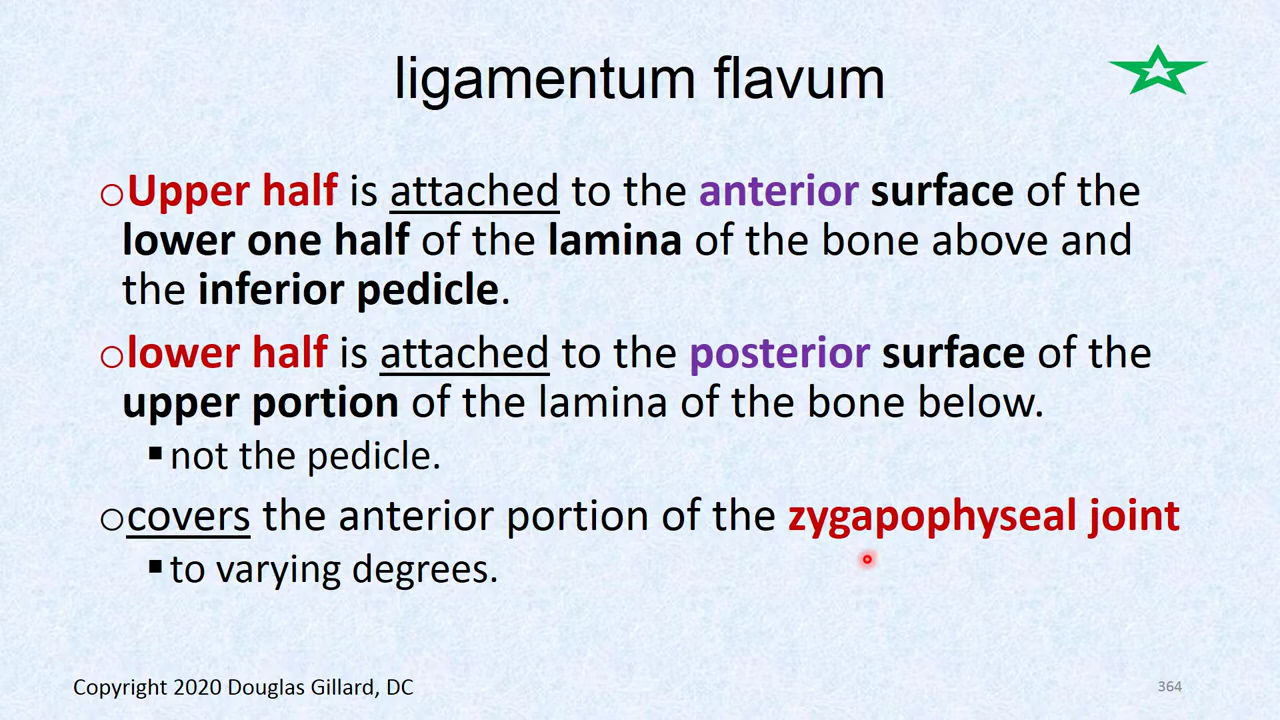 ligamentum flavum
○Upper half is attached to the anterior surface of the
lower one half of the lamina of the bone above and
the inferior pedicle.
○lower half is attached to the posterior surface of the
upper portion of the lamina of the bone below.
▪not the pedicle.
○covers the anterior portion of the zygapophyseal joint
▪to varying degrees.
Copyright 2020 Douglas Gillard, DC
364